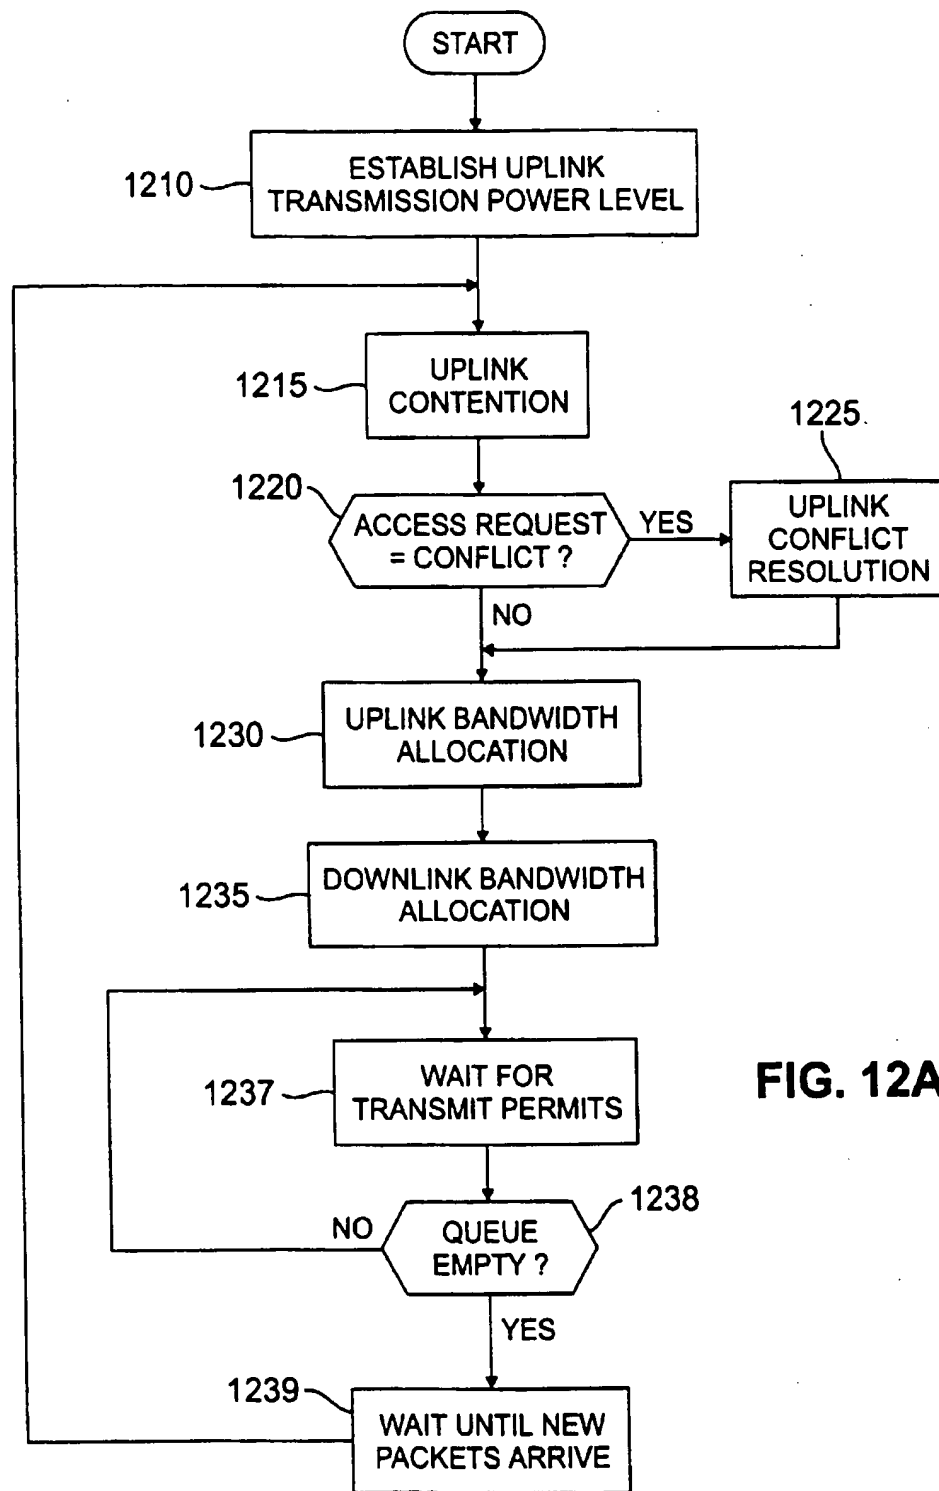 START
1210
ESTABLISH UPLINK
TRANSMISSION POWER LEVEL
1215
UPLINK
CONTENTION
1220
ACCESS REQUEST
= CONFLICT ?
YES
1225
UPLINK
CONFLICT
RESOLUTION
NO
1230
UPLINK BANDWIDTH
ALLOCATION
1235
DOWNLINK BANDWIDTH
ALLOCATION
1237
WAIT FOR
TRANSMIT PERMITS
FIG. 12A
1238
NO
QUEUE
EMPTY ?
YES
1239
WAIT UNTIL NEW
PACKETS ARRIVE